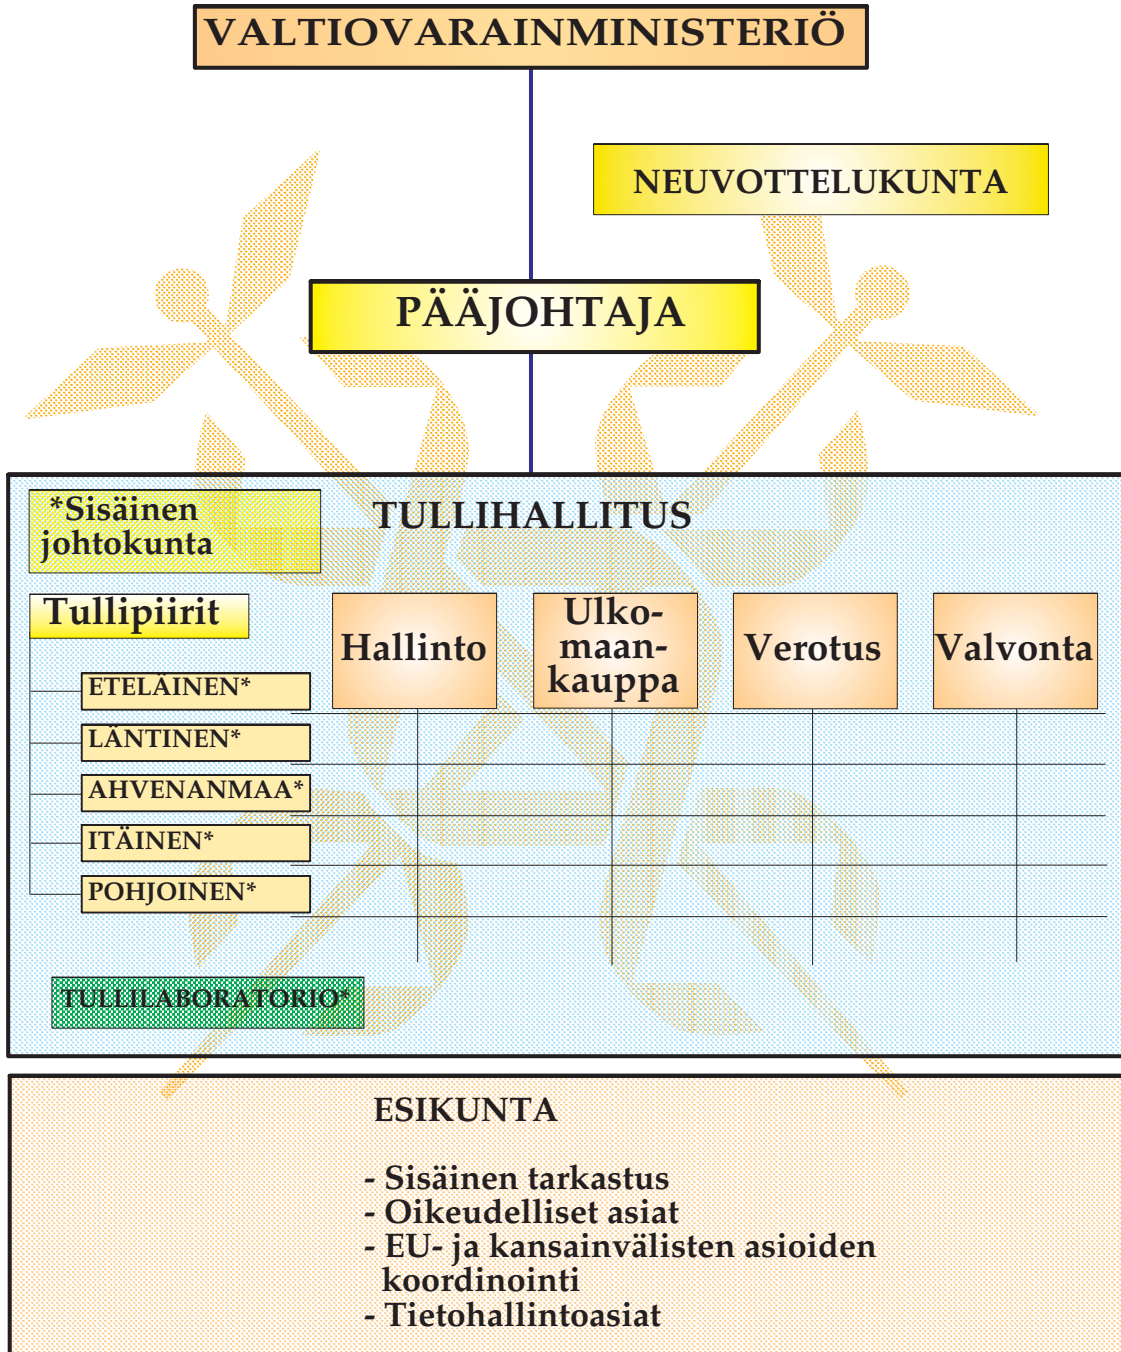 VALTIOVARAINMINISTERIÖ
NEUVOTTELUKUNTA
PÄÄJOHTAJA
*Sisäinen
johtokunta
TULLIHALLITUS
Tullipiirit
Hallinto
Ulko-
maan-
kauppa
Verotus
Valvonta
ETELÄINEN*
LÄNTINEN*
AHVENANMAA*
ITÄINEN*
POHJOINEN*
TULLILABORATORIO*
ESIKUNTA
- Sisäinen tarkastus
- Oikeudelliset asiat
- EU- ja kansainvälisten asioiden
koordinointi
- Tietohallintoasiat